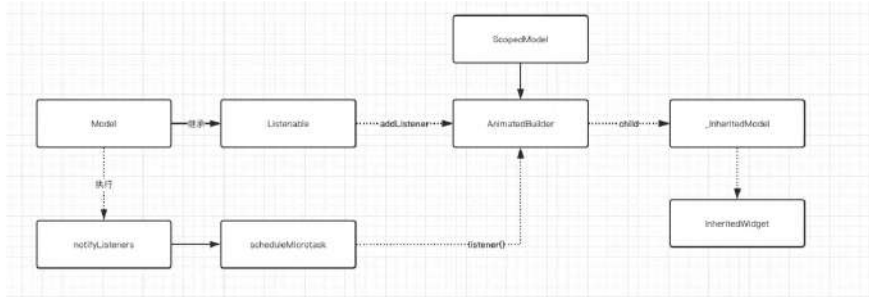 ScopedModel
Model
继承
Listenable
addListener
AnimatedBuilder
child
_InheritedModel
执行
notifyListeners
scheduleMicrotask
listener()
InheritedWidget